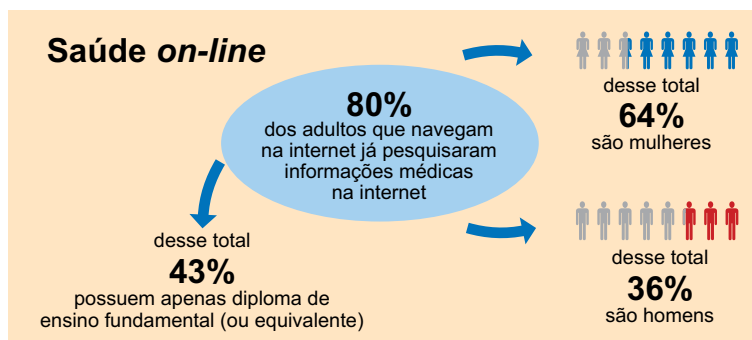 Saúde on-line
80%
dos adultos que navegam
na internet já pesquisaram
informações médicas
na internet
desse total
64%
são mulheres
desse total
43%
possuem apenas diploma de
ensino fundamental (ou equivalente)
desse total
36%
são homens